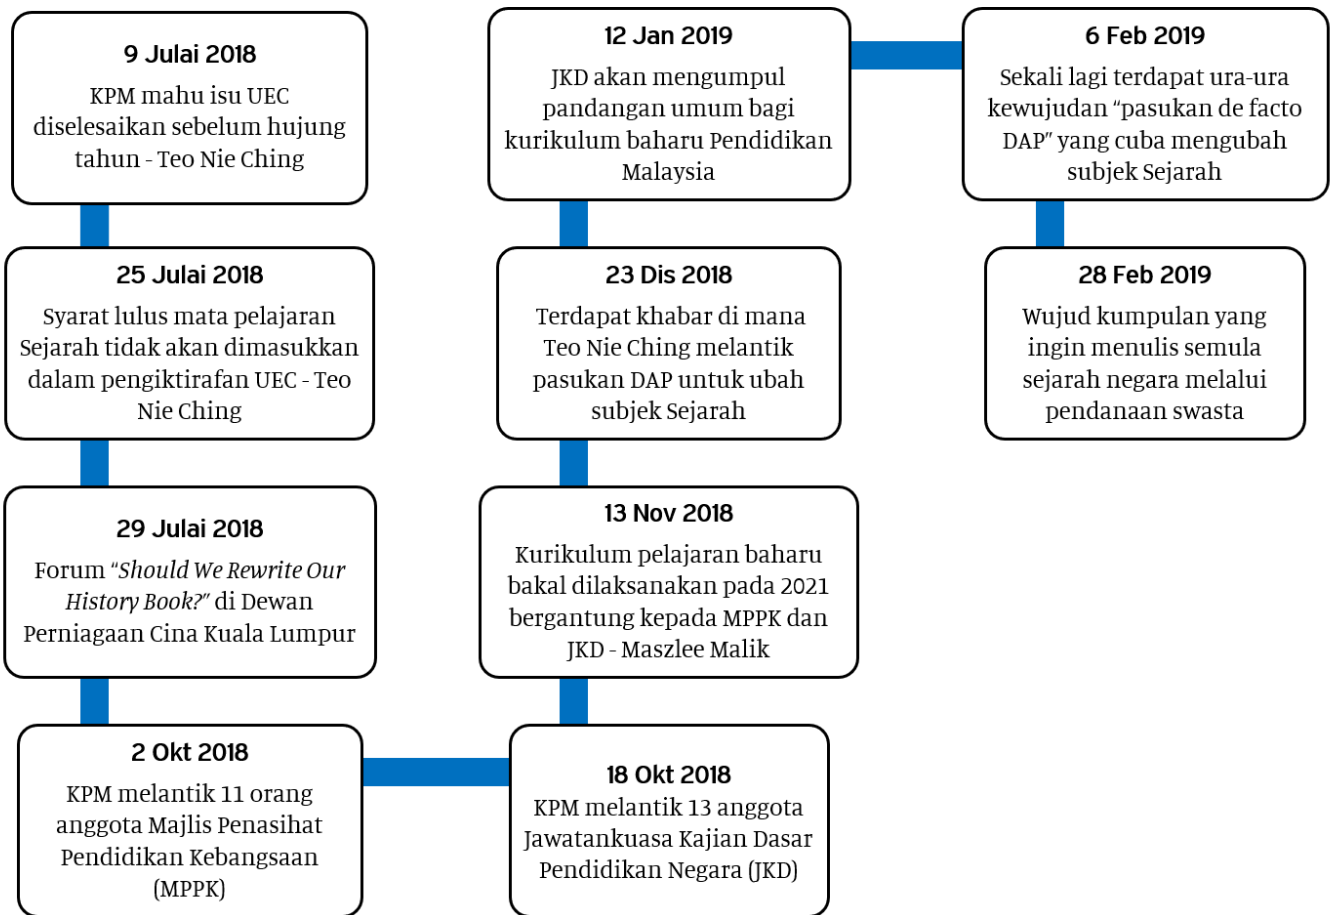 9 Julai 2018
KPM mahu isu UEC
diselesaikan sebelum hujung
tahun - Teo Nie Ching
25 Julai 2018
Syarat lulus mata pelajaran
Sejarah tidak akan dimasukkan
dalam pengiktirafan UEC - Teo
Nie Ching
29 Julai 2018
Forum “Should We Rewrite Our
History Book?” di Dewan
Perniagaan Cina Kuala Lumpur
2 Okt 2018
KPM melantik 11 orang
anggota Majlis Penasihat
Pendidikan Kebangsaan
(MPPK)
18 Okt 2018
KPM melantik 13 anggota
Jawatankuasa Kajian Dasar
Pendidikan Negara (JKD)
13 Nov 2018
Kurikulum pelajaran baharu
bakal dilaksanakan pada 2021
bergantung kepada MPPK dan
JKD - Maszlee Malik
23 Dis 2018
Terdapat khabar di mana
Teo Nie Ching melantik
pasukan DAP untuk ubah
subjek Sejarah
12 Jan 2019
JKD akan mengumpul
pandangan umum bagi
kurikulum baharu Pendidikan
Malaysia
6 Feb 2019
Sekali lagi terdapat ura-ura
kewujudan “pasukan de facto
DAP” yang cuba mengubah
subjek Sejarah
28 Feb 2019
Wujud kumpulan yang
ingin menulis semula
sejarah negara melalui
pendanaan swasta